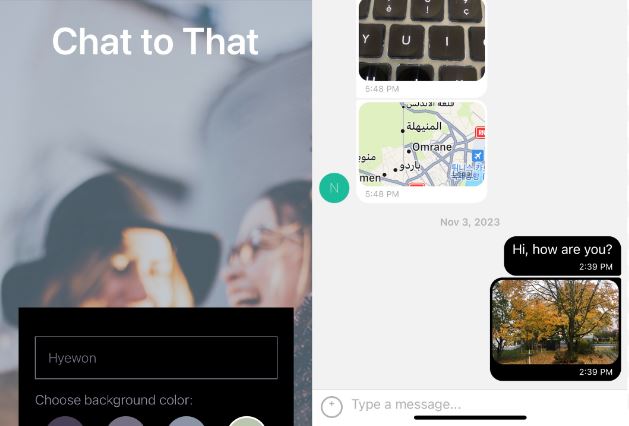 Chat to That
Hyewon
Choose background color:
é
!
ç
Y U I
5:48 PM
قلعة الأندلس
المنيهلة
Omrane
باردو
منو
men
5:48 PM
N
Nov 3, 2023
Hi, how are you?
2:39 PM
2:39 PM
Type a message...